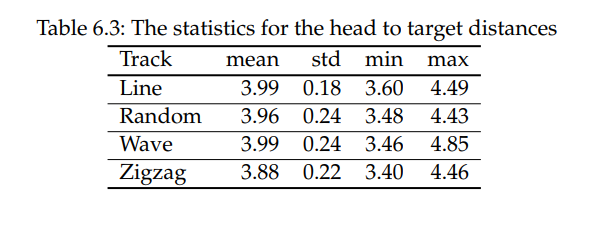 Table 6.3: The statistics for the head to target distances
Track mean std min max
Line 3.99 0.18 3.60 4.49
Random 3.96 0.24 3.48 4.43
Wave 3.99 0.24 3.46 4.85
Zigzag 3.88 0.22 3.40 4.46